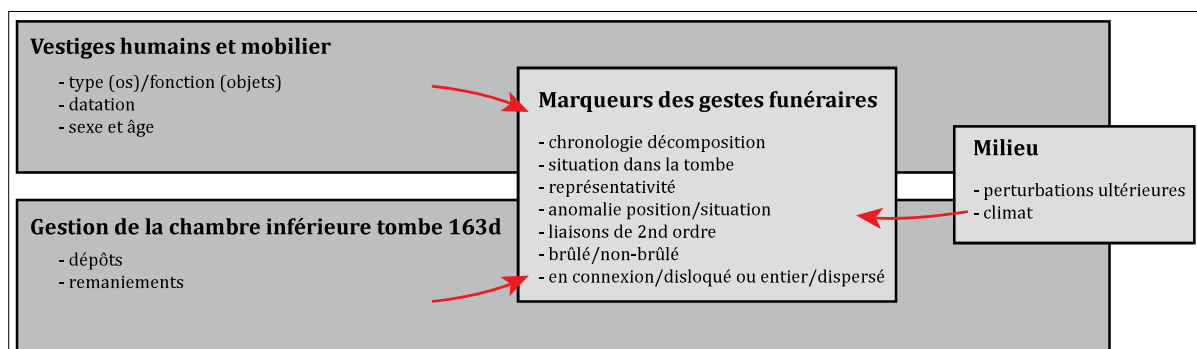 Vestiges humains et mobilier
- type (os)/fonction (objets)
- datation
- sexe et âge
Marqueurs des gestes funéraires
- chronologie décomposition
- situation dans la tombe
- représentativité
- anomalie position/situation
- liaisons de 2nd ordre
- brûlé/non-brûlé
- en connexion/disloqué ou entier/dispersé
Milieu
- perturbations ultérieures
- climat
Gestion de la chambre inférieure tombe 163d
- dépôts
- remaniements